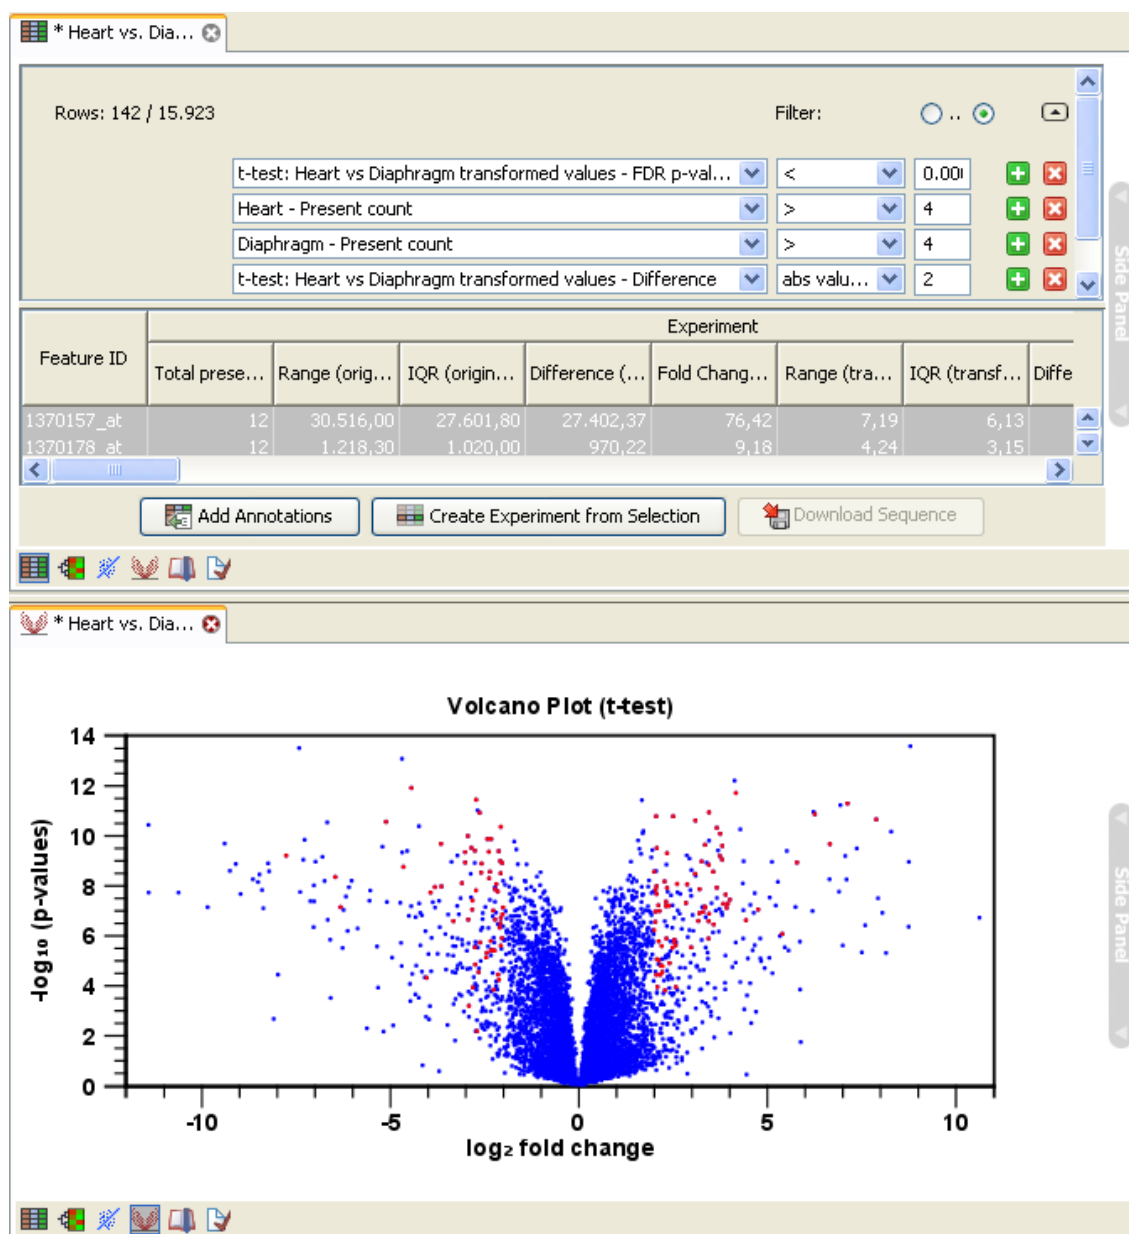 * Heart vs. Dia...
Rows: 142 / 15.923 Filter: ..
t-test: Heart vs Diaphragm transformed values - FDR p-val... <
Heart - Present count > 4
Diaphragm - Present count > 4
t-test: Heart vs Diaphragm transformed values - Difference abs valu... 2
Side Panel
Experiment
Feature ID Total prese... Range (orig... IQR (origin... Difference (... Fold Chang... Range (tra... IQR (transf... Diffe
1370157_at 12 30.516,00 27.601,80 27.402,37 76,42 7,19 6,13
1370178_at 12 1.218,30 1.020,00 970,22 9,18 4,24 3,15
Add Annotations Create Experiment from Selection Download Sequence
* Heart vs. Dia...
Volcano Plot (t-test)
14
12
10
8
6
4
2
0
-log₁₀ (p-values)
-10 -5 0 5 10
log₂ fold change
Side Panel